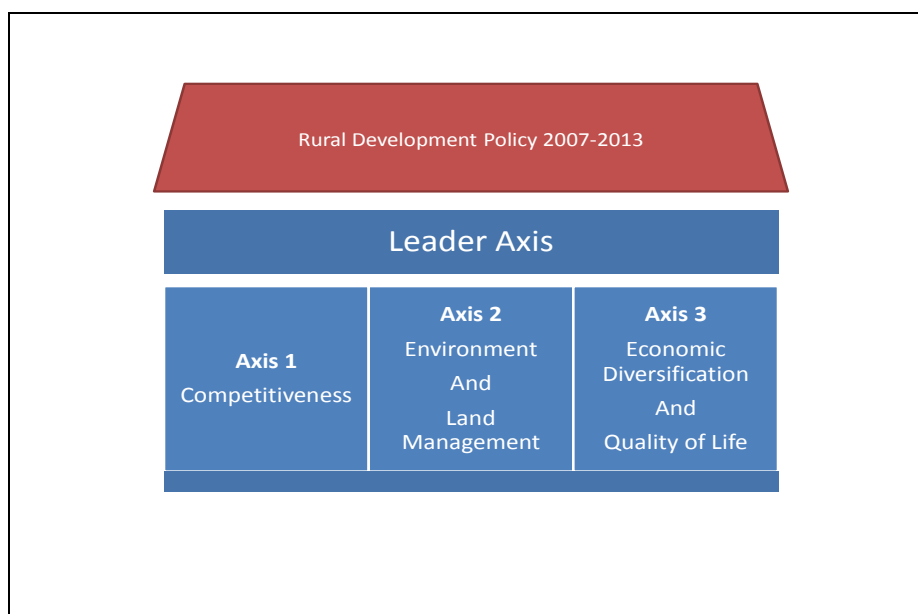 Rural Development Policy 2007-2013
Leader Axis
Axis 1
Competitiveness
Axis 2
Environment
And
Land
Management
Axis 3
Economic
Diversification
And
Quality of Life